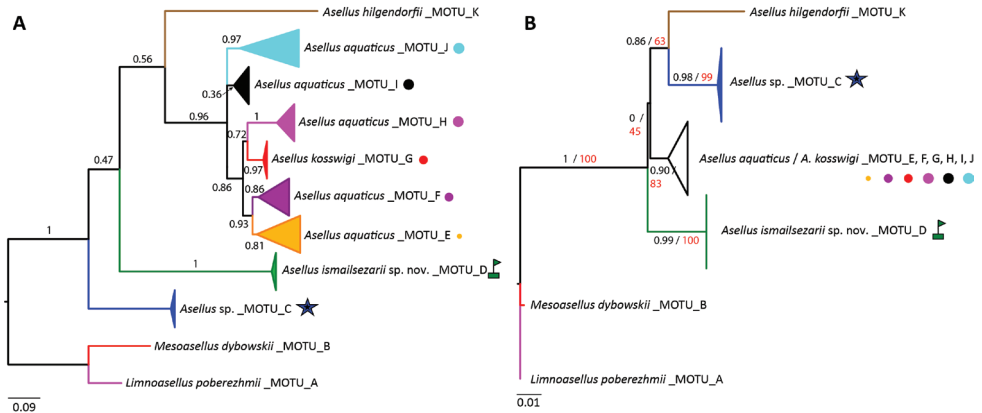 A
Asellus hilgendorfii _MOTU_K
0.97
Asellus aquaticus _MOTU_J
0.56
0.36
Asellus aquaticus _MOTU_I
0.96
1
Asellus aquaticus _MOTU_H
0.72
0.47
Asellus kosswigi _MOTU_G
0.97
0.86
0.86
Asellus aquaticus _MOTU_F
0.93
Asellus aquaticus _MOTU_E
0.81
1
1
Asellus ismailsezarii sp. nov. _MOTU_D
Asellus sp. _MOTU_C
Mesoasellus dybowskii _MOTU_B
Limnoasellus poberezhmii _MOTU_A
0.09
B
Asellus hilgendorfii _MOTU_K
0.86 / 63
0.98 / 99
Asellus sp. _MOTU_C
0 /
45
1 / 100
0.90 /
83
Asellus aquaticus / A. kosswigi _MOTU_E, F, G, H, I, J
Asellus ismailsezarii sp. nov. _MOTU_D
0.99 / 100
Mesoasellus dybowskii _MOTU_B
Limnoasellus poberezhmii _MOTU_A
0.01